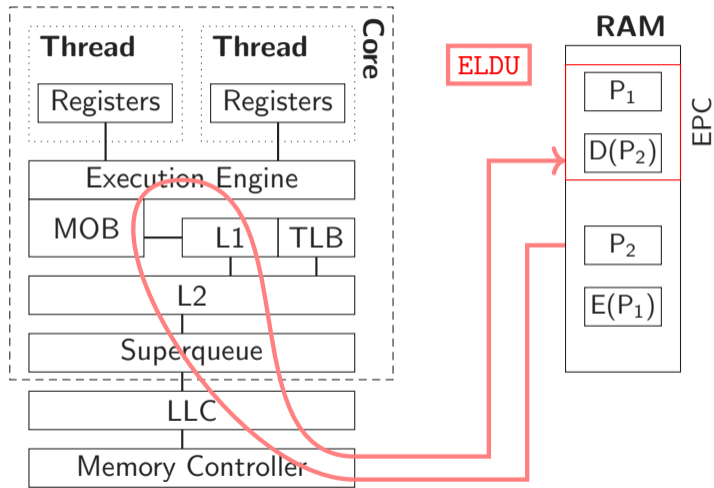 Thread
Thread
Core
Registers
Registers
Execution Engine
MOB
L1
TLB
L2
Superqueue
LLC
Memory Controller
ELDU
RAM
EPC
P₁
D(P₂)
P₂
E(P₁)